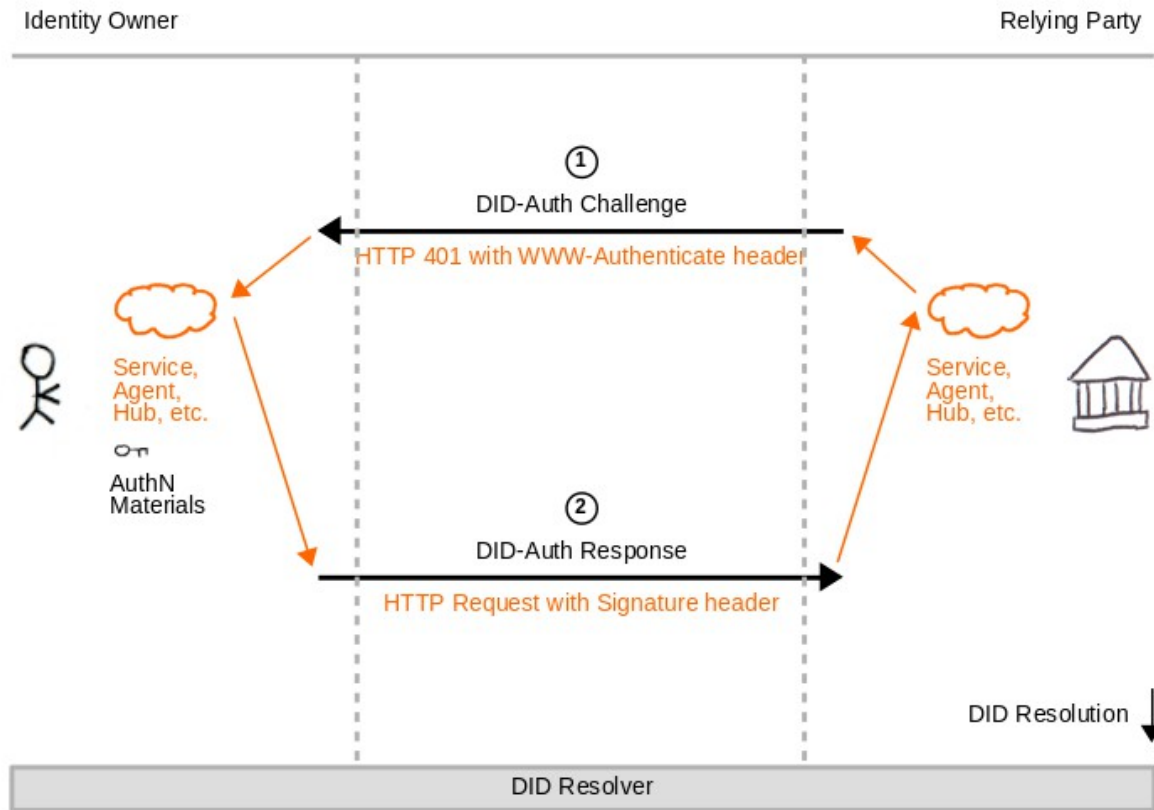 Identity Owner
Relying Party
1
DID-Auth Challenge
HTTP 401 with WWW-Authenticate header
Service,
Agent,
Hub, etc.
AuthN
Materials
Service,
Agent,
Hub, etc.
2
DID-Auth Response
HTTP Request with Signature header
DID Resolution
DID Resolver